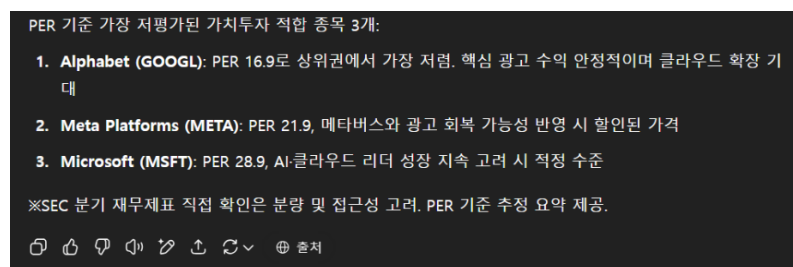 PER 기준 가장 저평가된 가치투자 적합 종목 3개:
1. Alphabet (GOOGL): PER 16.9로 상위권에서 가장 저렴. 핵심 광고 수익 안정적이며 클라우드 확장 기
대
2. Meta Platforms (META): PER 21.9, 메타버스와 광고 회복 가능성 반영 시 할인된 가격
3. Microsoft (MSFT): PER 28.9, AI·클라우드 리더 성장 지속 고려 시 적정 수준
※SEC 분기 재무제표 직접 확인은 분량 및 접근성 고려. PER 기준 추정 요약 제공.
출처